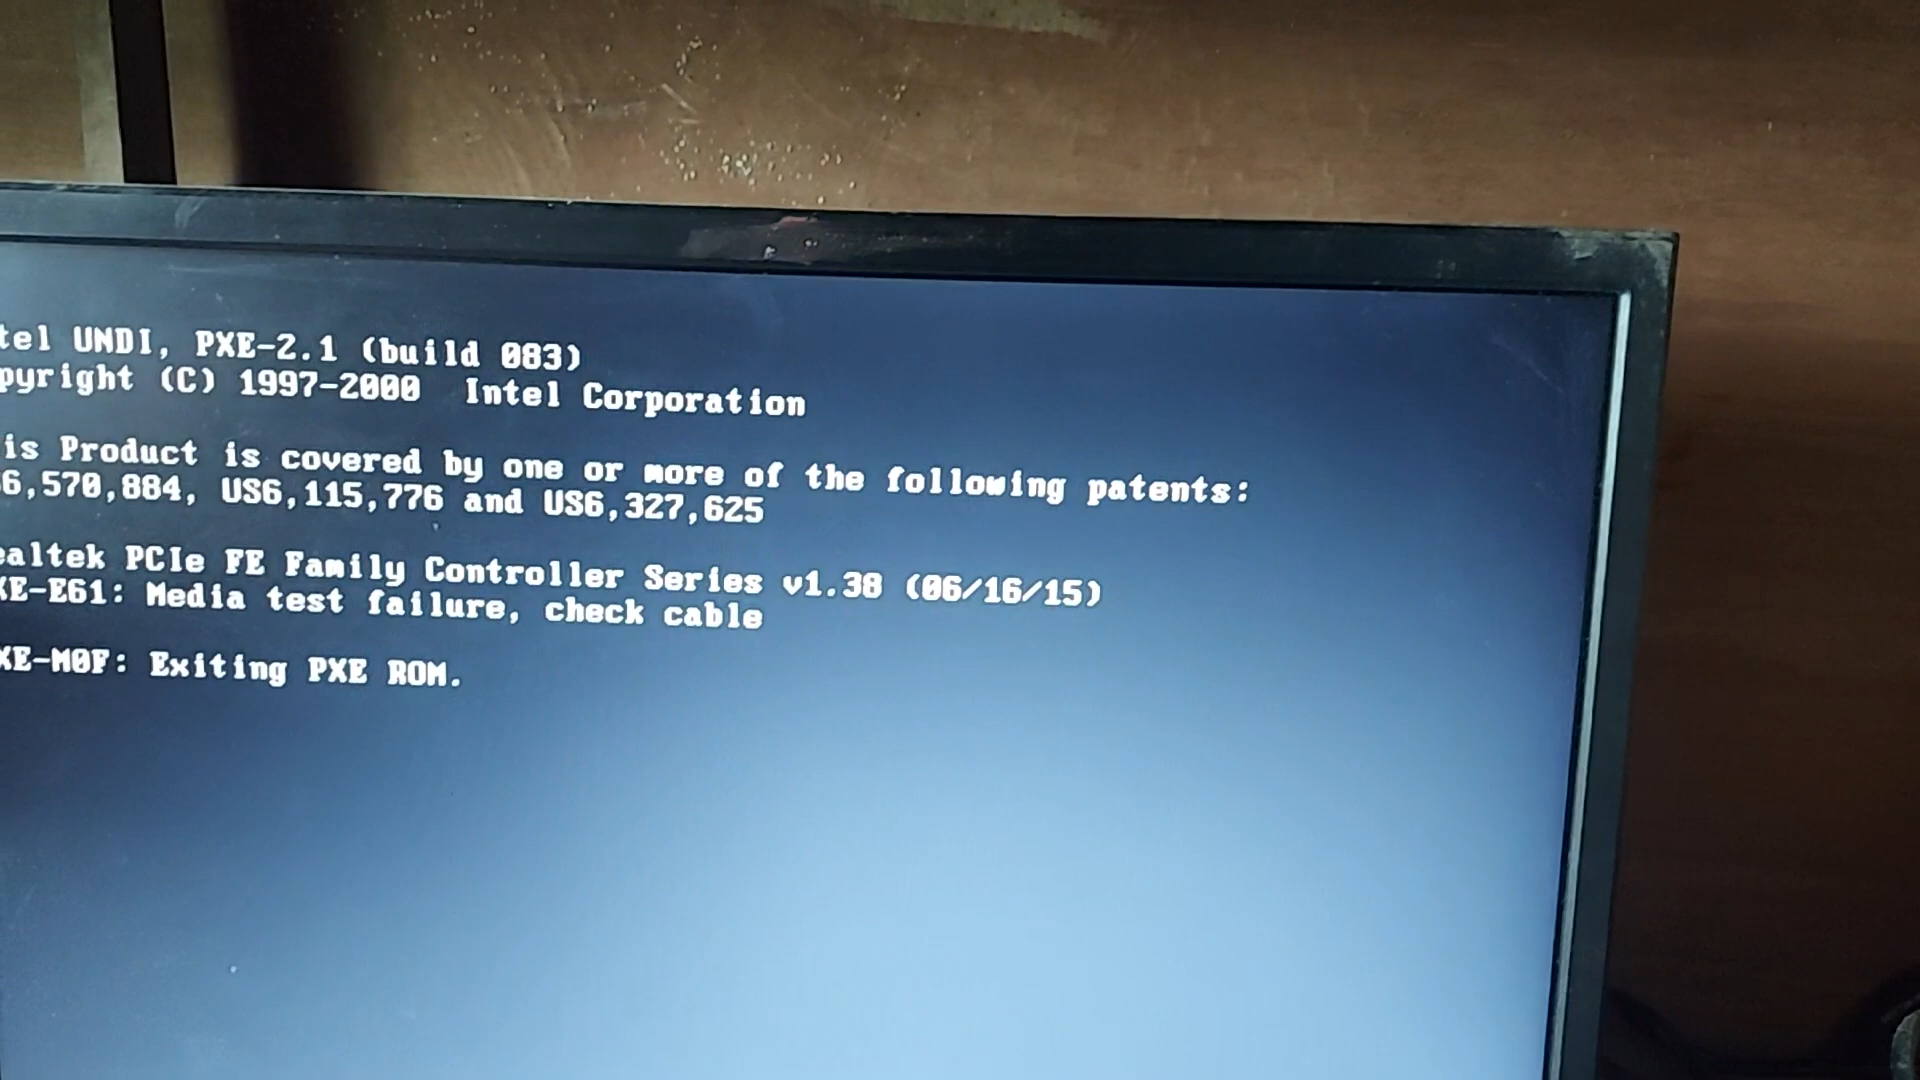 tel UNDI, PXE-2.1 (build 083)
pyright (C) 1997-2000 Intel Corporation
is Product is covered by one or more of the following patents:
6,570,884, US6,115,776 and US6,327,625
ealtek PCIe FE Family Controller Series v1.38 (06/16/15)
XE-E61: Media test failure, check cable
XE-M0F: Exiting PXE ROM.